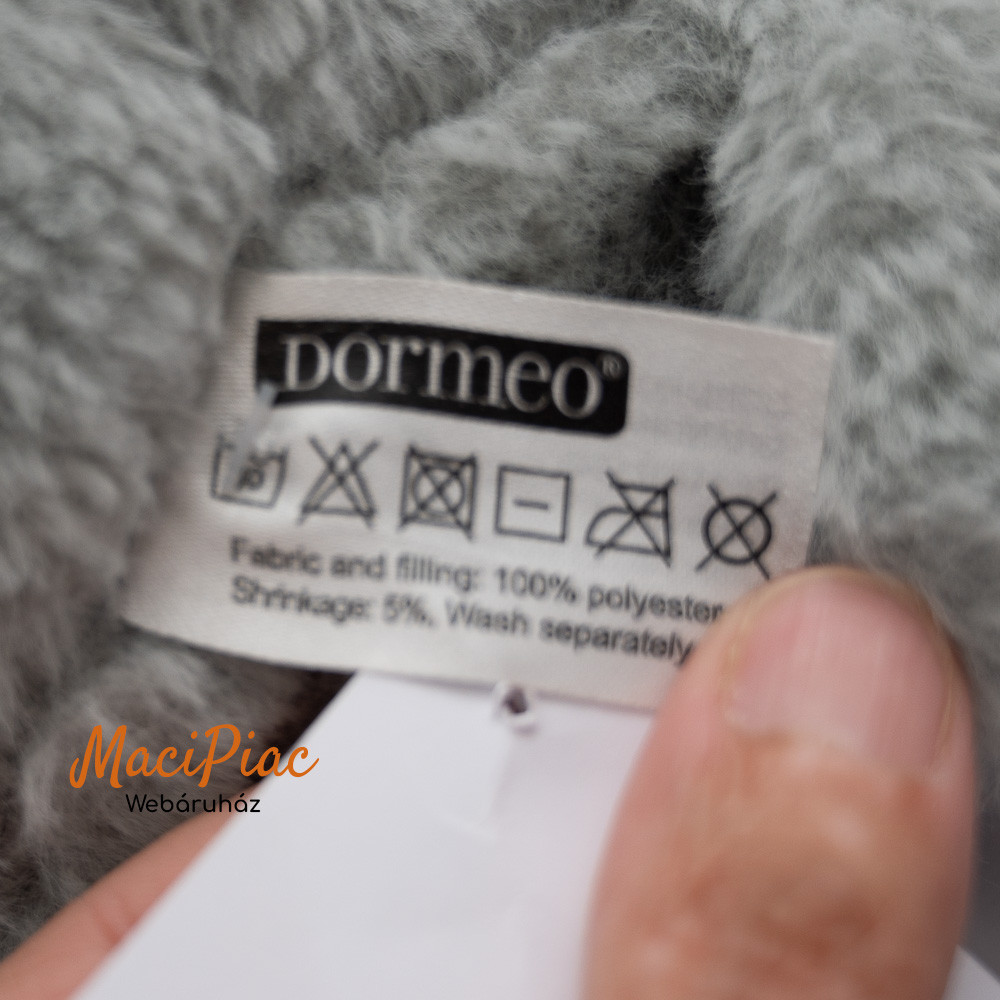 DORMEO®
Fabric and filling: 100% polyester
Shrinkage: 5%, Wash separately
MaciPiac
Webáruház